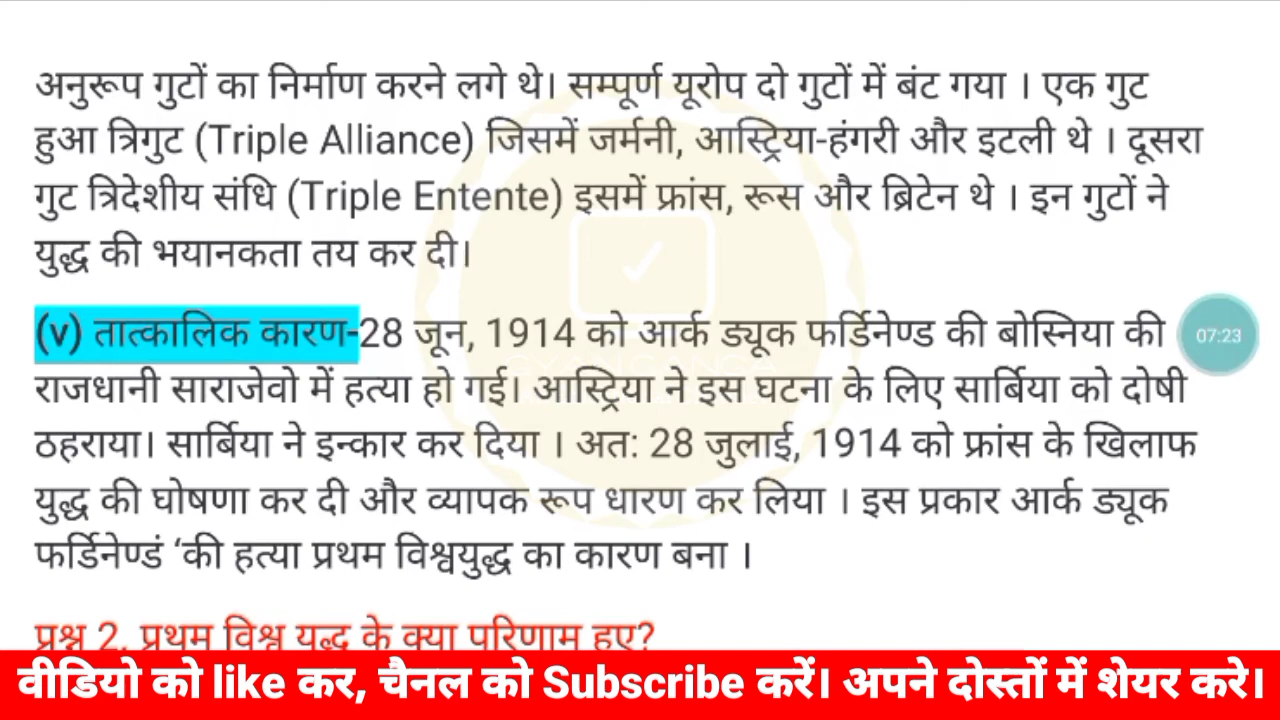 अनुरूप गुटों का निर्माण करने लगे थे। सम्पूर्ण यूरोप दो गुटों में बंट गया । एक गुट
हुआ त्रिगुट (Triple Alliance) जिसमें जर्मनी, आस्ट्रिया-हंगरी और इटली थे । दूसरा
गुट त्रिदेशीय संधि (Triple Entente) इसमें फ्रांस, रूस और ब्रिटेन थे । इन गुटों ने
युद्ध की भयानकता तय कर दी।
(v) तात्कालिक कारण-28 जून, 1914 को आर्क ड्यूक फर्डिनेण्ड की बोस्निया की
07:23
राजधानी साराजेवो में हत्या हो गई। आस्ट्रिया ने इस घटना के लिए सार्बिया को दोषी
ठहराया। सार्बिया ने इन्कार कर दिया । अत: 28 जुलाई, 1914 को फ्रांस के खिलाफ
युद्ध की घोषणा कर दी और व्यापक रूप धारण कर लिया । इस प्रकार आर्क ड्यूक
फर्डिनेण्डं ‘की हत्या प्रथम विश्वयुद्ध का कारण बना ।
प्रश्न 2. प्रथम विश्व युद्ध के क्या परिणाम हुए?
वीडियो को like कर, चैनल को Subscribe करें। अपने दोस्तों में शेयर करे।